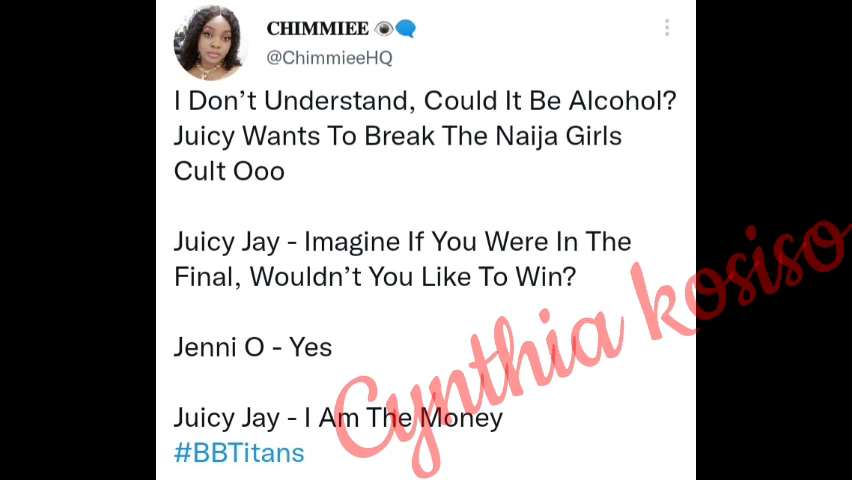 CHIMMIEE 👁️🗨️
@ChimmieeHQ
I Don’t Understand, Could It Be Alcohol?
Juicy Wants To Break The Naija Girls
Cult Ooo
Juicy Jay - Imagine If You Were In The
Final, Wouldn’t You Like To Win?
Jenni O - Yes
Juicy Jay - I Am The Money
#BBTitans
Cynthia kosiso